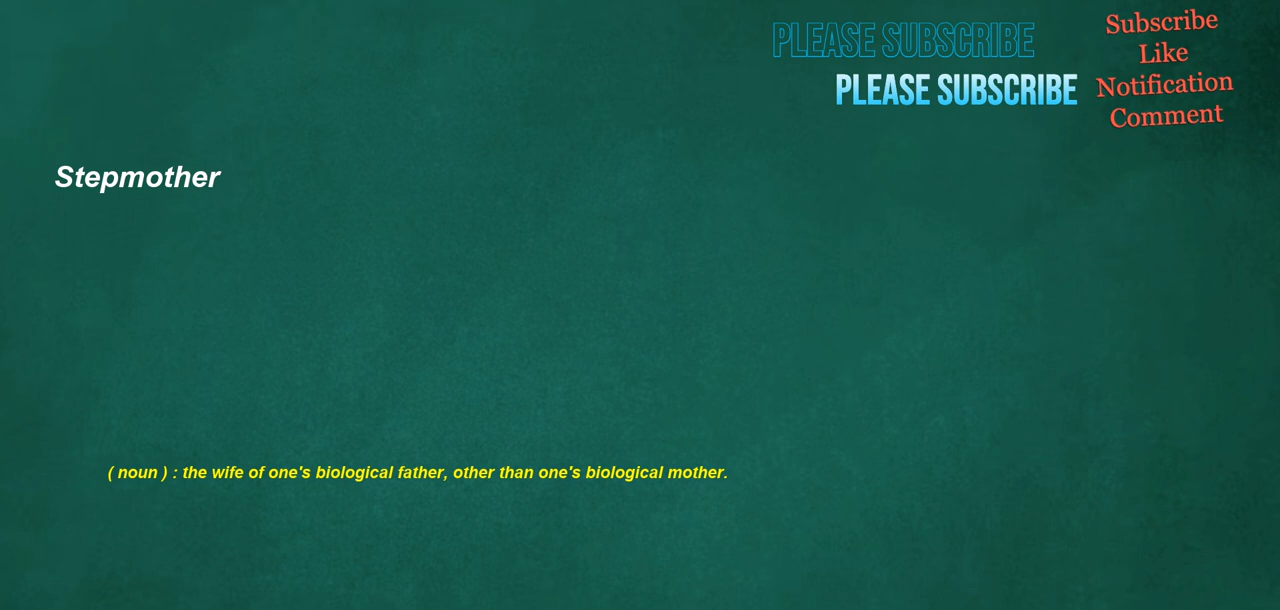 PLEASE SUBSCRIBE
PLEASE SUBSCRIBE
Subscribe
Like
Notification
Comment
Stepmother
( noun ) : the wife of one's biological father, other than one's biological mother.